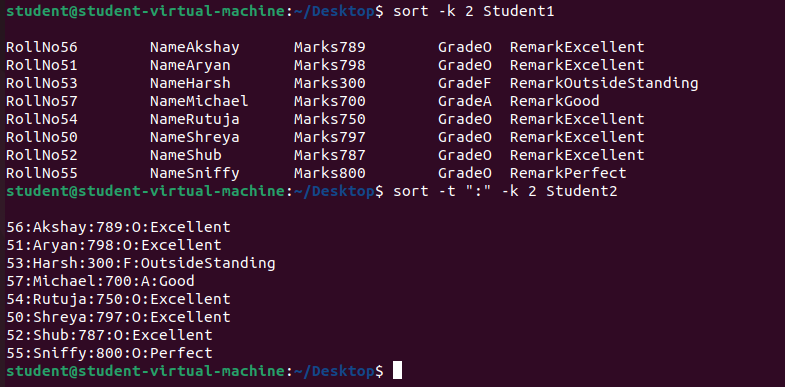 student@student-virtual-machine:~/Desktop$ sort -k 2 Student1
RollNo56 NameAkshay Marks789 GradeO RemarkExcellent
RollNo51 NameAryan Marks798 GradeO RemarkExcellent
RollNo53 NameHarsh Marks300 GradeF RemarkOutsideStanding
RollNo57 NameMichael Marks700 GradeA RemarkGood
RollNo54 NameRutuja Marks750 GradeO RemarkExcellent
RollNo50 NameShreya Marks797 GradeO RemarkExcellent
RollNo52 NameShub Marks787 GradeO RemarkExcellent
RollNo55 NameSniffy Marks800 GradeO RemarkPerfect
student@student-virtual-machine:~/Desktop$ sort -t ":" -k 2 Student2
56:Akshay:789:O:Excellent
51:Aryan:798:O:Excellent
53:Harsh:300:F:OutsideStanding
57:Michael:700:A:Good
54:Rutuja:750:O:Excellent
50:Shreya:797:O:Excellent
52:Shub:787:O:Excellent
55:Sniffy:800:O:Perfect
student@student-virtual-machine:~/Desktop$